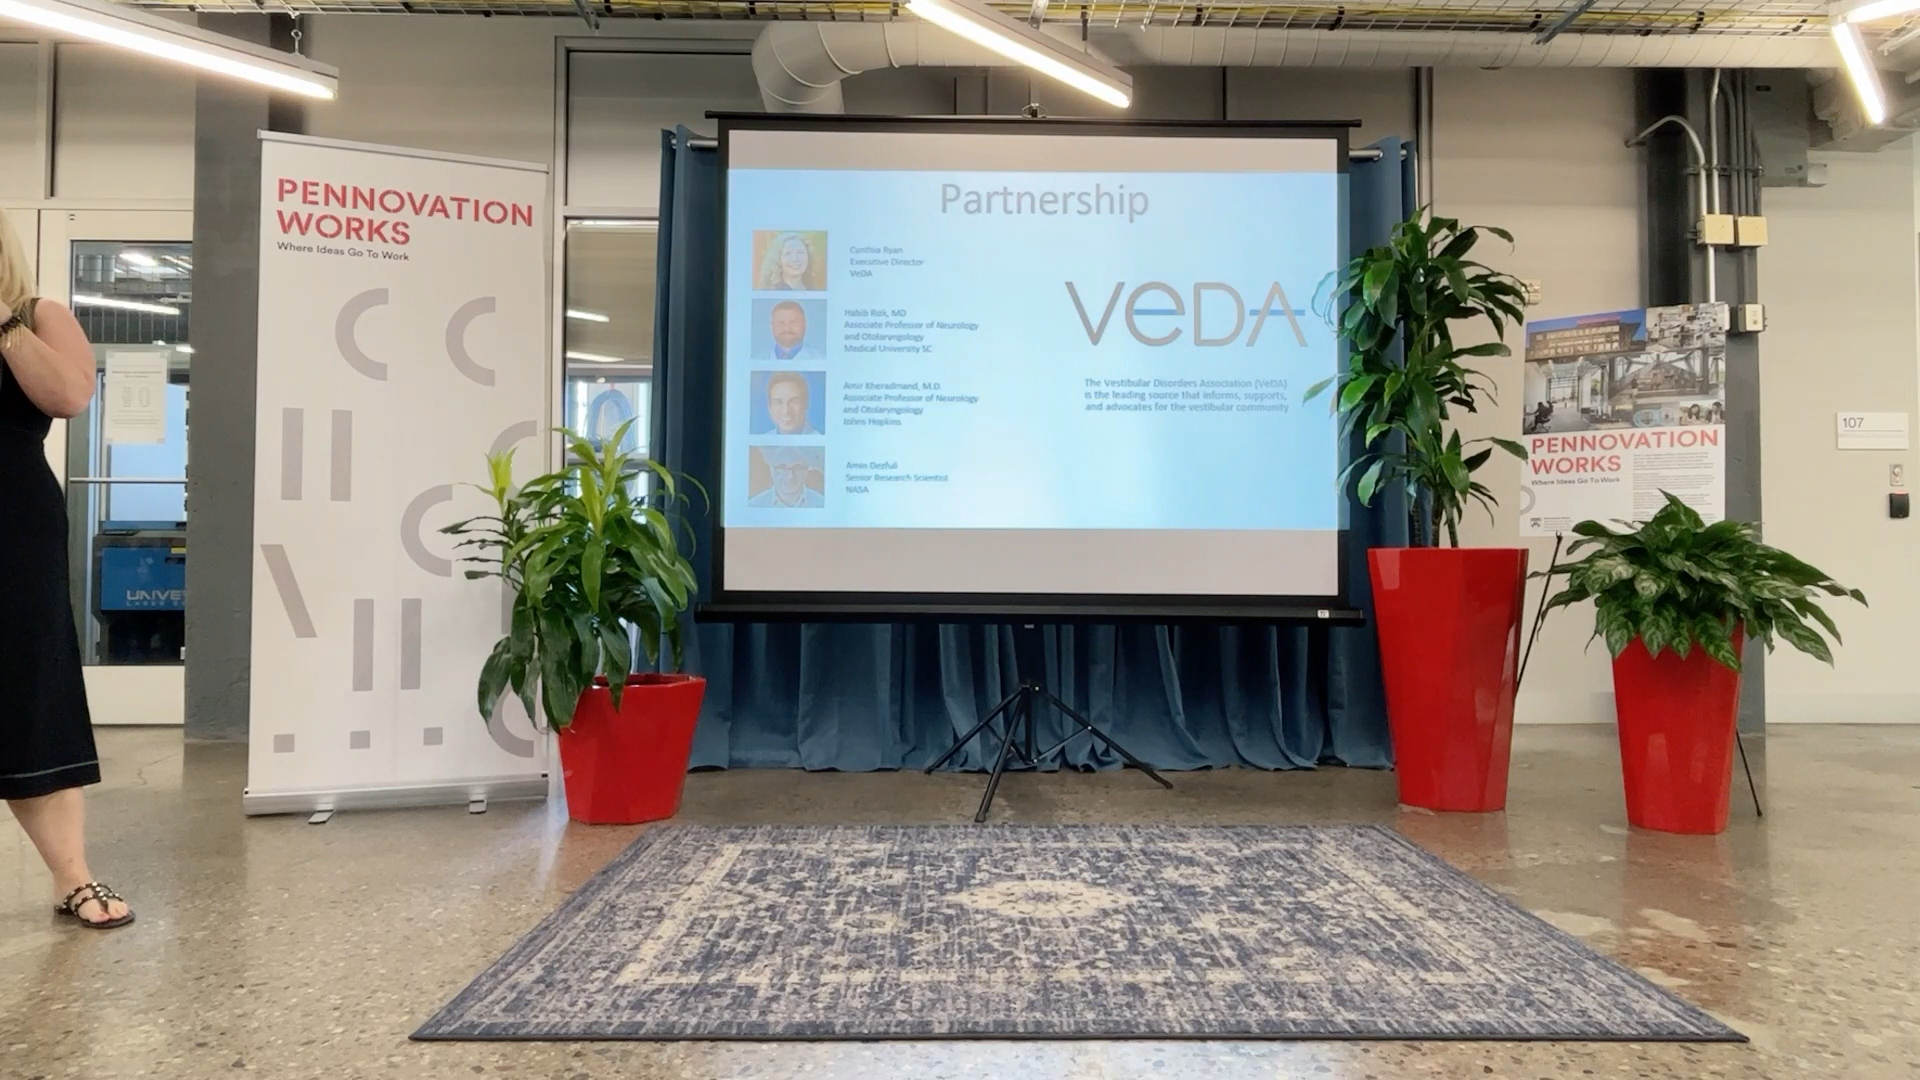 PENNOVATION
WORKS
Where Ideas Go To Work
Partnership
Cynthia Ryan
Executive Director
VeDA
Habib Rizk, MD
Associate Professor of Neurology
and Otolaryngology
Medical University SC
Amir Kheradmand, M.D.
Associate Professor of Neurology
and Otolaryngology
Johns Hopkins
Amin Dezfuli
Senior Research Scientist
NASA
VeDA
The Vestibular Disorders Association (VeDA)
is the leading source that informs, supports,
and advocates for the vestibular community
PENNOVATION
WORKS
Where Ideas Go To Work
107
UNIVE